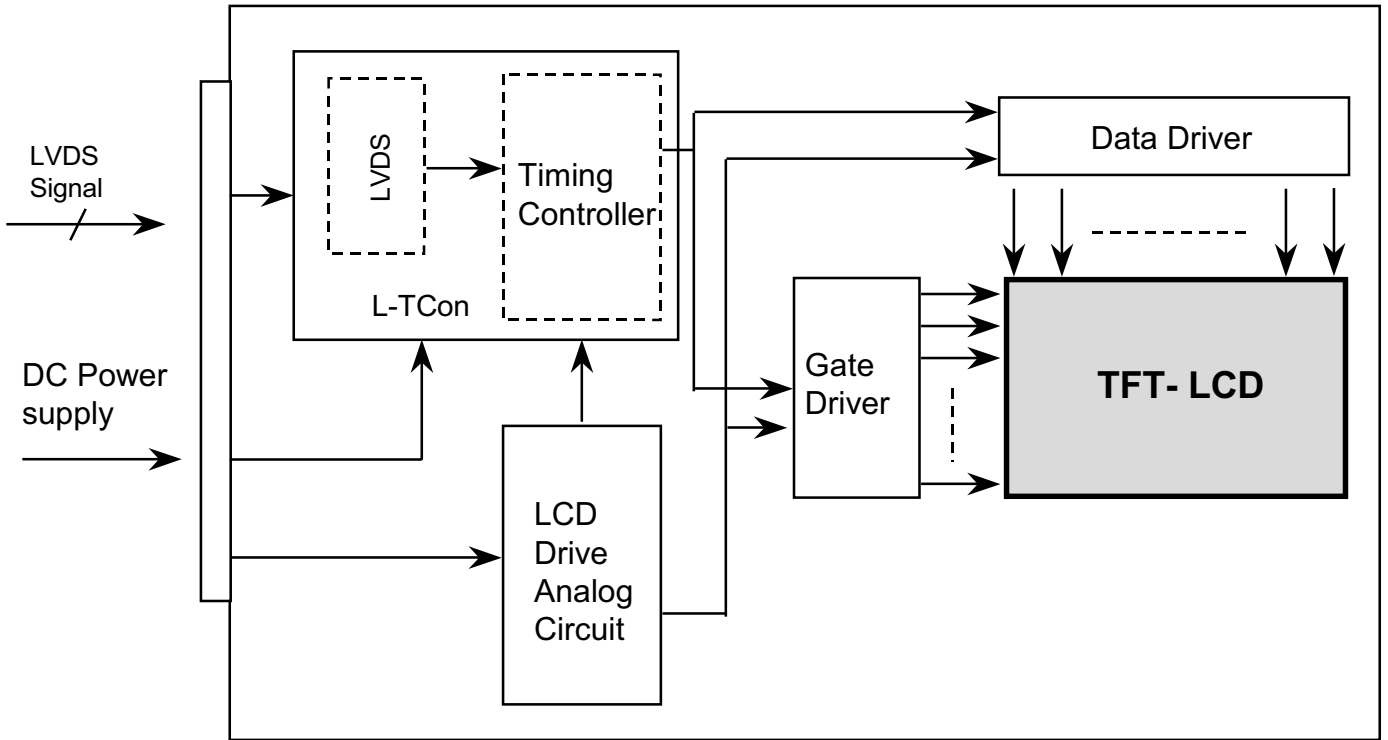 LVDS
Signal
DC Power
supply
LVDS
Timing
Controller
L-TCon
LCD
Drive
Analog
Circuit
Gate
Driver
Data Driver
TFT- LCD